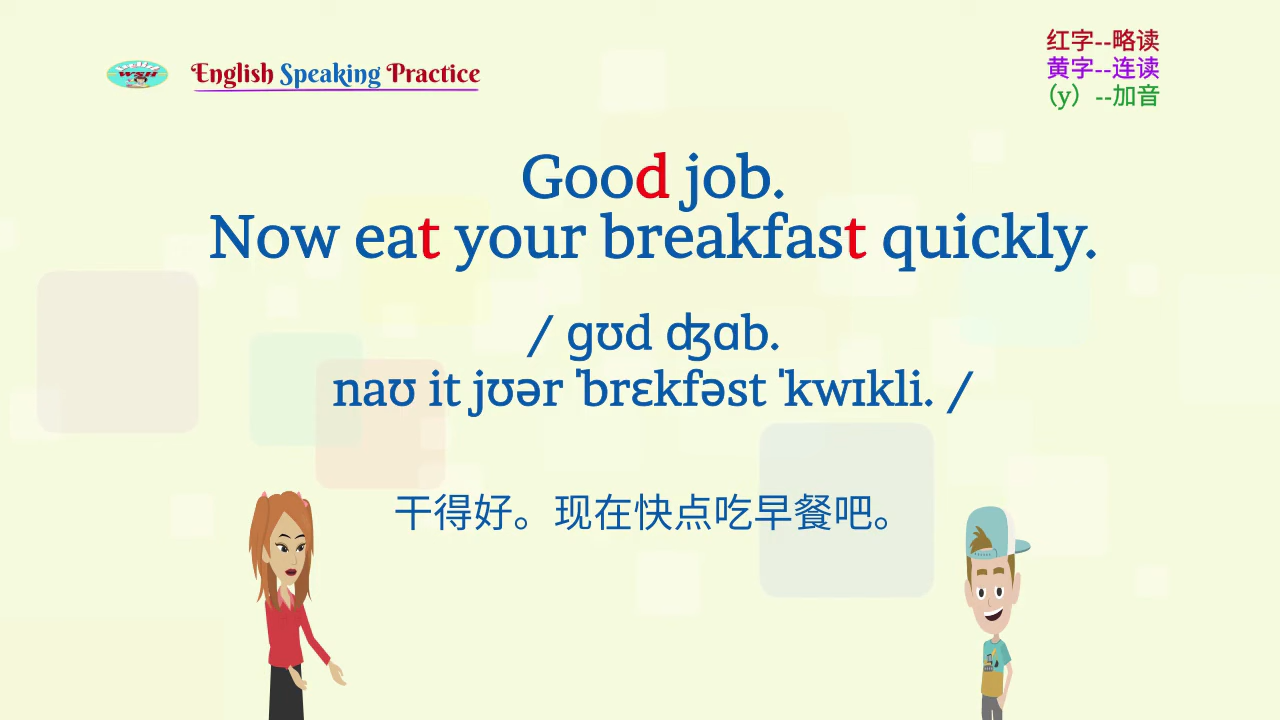 English Speaking Practice
红字--略读
黄字--连读
（y）--加音
Good job.
Now eat your breakfast quickly.
/ ɡʊd ʤɑb.
naʊ it jʊər ˈbrɛkfəst ˈkwɪkli. /
干得好。现在快点吃早餐吧。